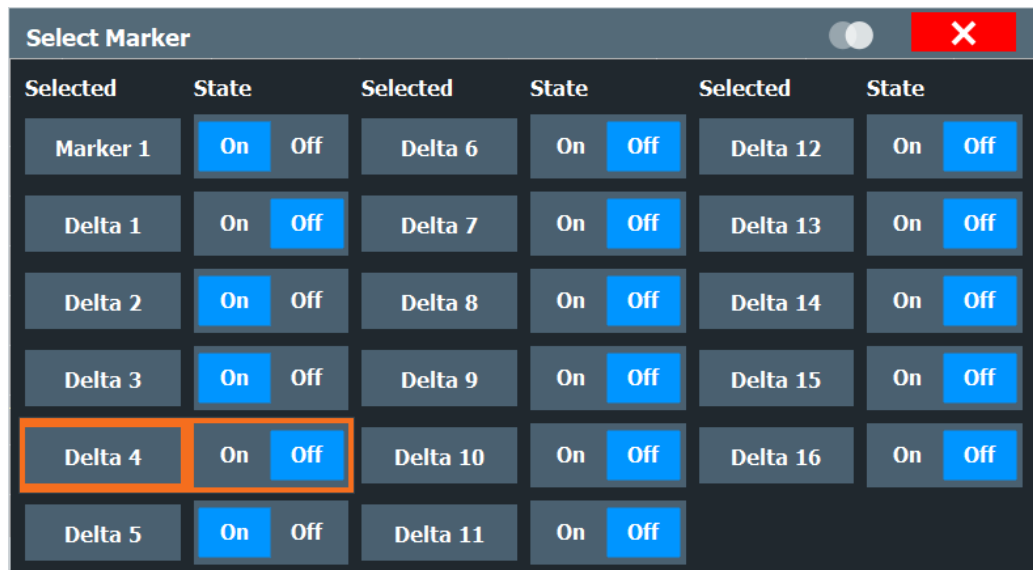 Select Marker
Selected State Selected State Selected State
Marker 1 On Off Delta 6 On Off Delta 12 On Off
Delta 1 On Off Delta 7 On Off Delta 13 On Off
Delta 2 On Off Delta 8 On Off Delta 14 On Off
Delta 3 On Off Delta 9 On Off Delta 15 On Off
Delta 4 On Off Delta 10 On Off Delta 16 On Off
Delta 5 On Off Delta 11 On Off